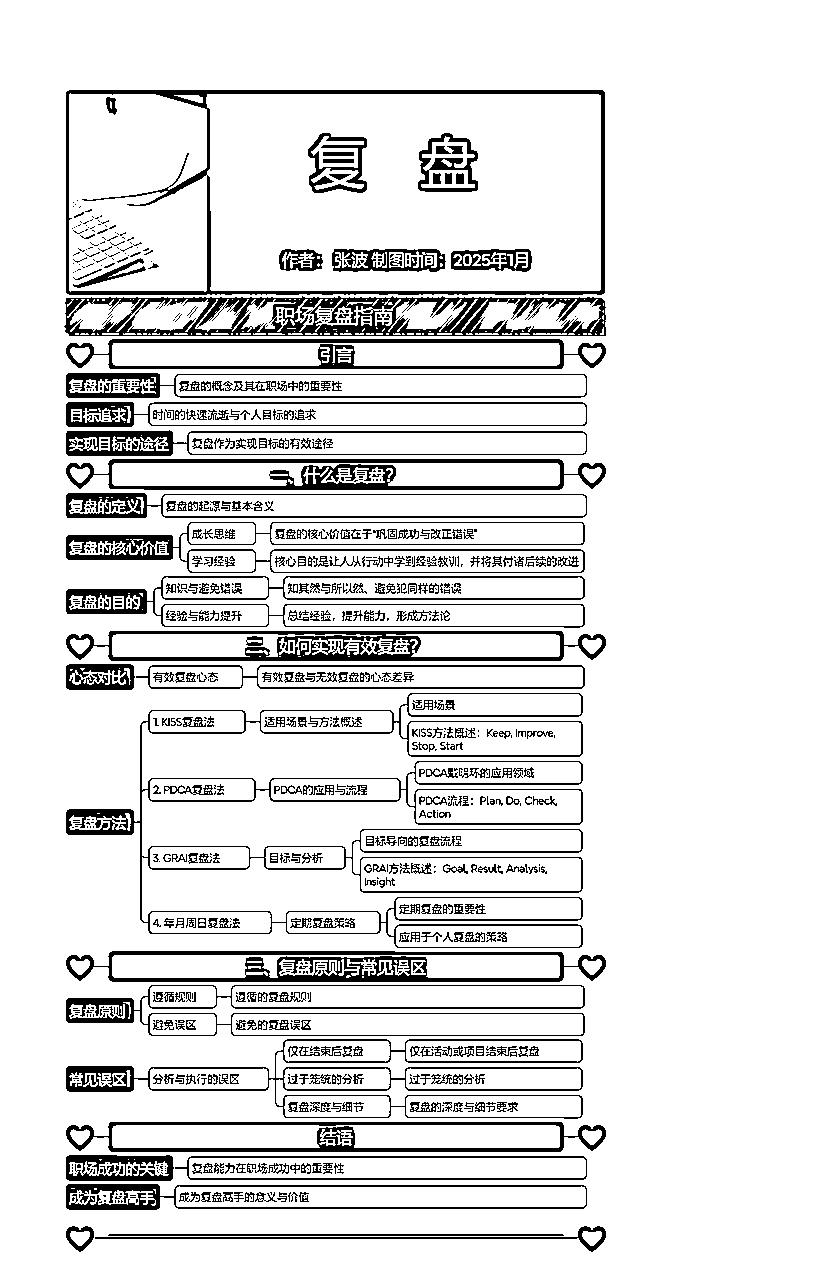 复 盘
作者： 张波 制图时间：2025年1月
职场复盘指南
引言
复盘的重要性 复盘的概念及其在职场中的重要性
目标追求 时间的快速流逝与个人目标的追求
实现目标的途径 复盘作为实现目标的有效途径
一、什么是复盘？
复盘的定义 复盘的起源与基本含义
复盘的核心价值
成长思维 复盘的核心价值在于“巩固成功与改正错误”
学习经验 核心目的是让人从行动中学到经验教训，并将其付诸后续的改进
复盘的目的
知识与避免错误 知其然与所以然、避免犯同样的错误
经验与能力提升 总结经验，提升能力，形成方法论
二、如何实现有效复盘？
心态对比 有效复盘心态 有效复盘与无效复盘的心态差异
复盘方法
1. KISS复盘法 适用场景与方法概述
适用场景
KISS方法概述：Keep, Improve,
Stop, Start
2. PDCA复盘法 PDCA的应用与流程
PDCA戴明环的应用领域
PDCA流程：Plan, Do, Check,
Action
3. GRAI复盘法 目标与分析
目标导向的复盘流程
GRAI方法概述：Goal, Result, Analysis,
Insight
4. 年月周日复盘法 定期复盘策略
定期复盘的重要性
应用于个人复盘的策略
三、复盘原则与常见误区
复盘原则
遵循规则 遵循的复盘规则
避免误区 避免的复盘误区
常见误区 分析与执行的误区
仅在结束后复盘 仅在活动或项目结束后复盘
过于笼统的分析 过于笼统的分析
复盘深度与细节 复盘的深度与细节要求
结语
职场成功的关键 复盘能力在职场成功中的重要性
成为复盘高手 成为复盘高手的意义与价值